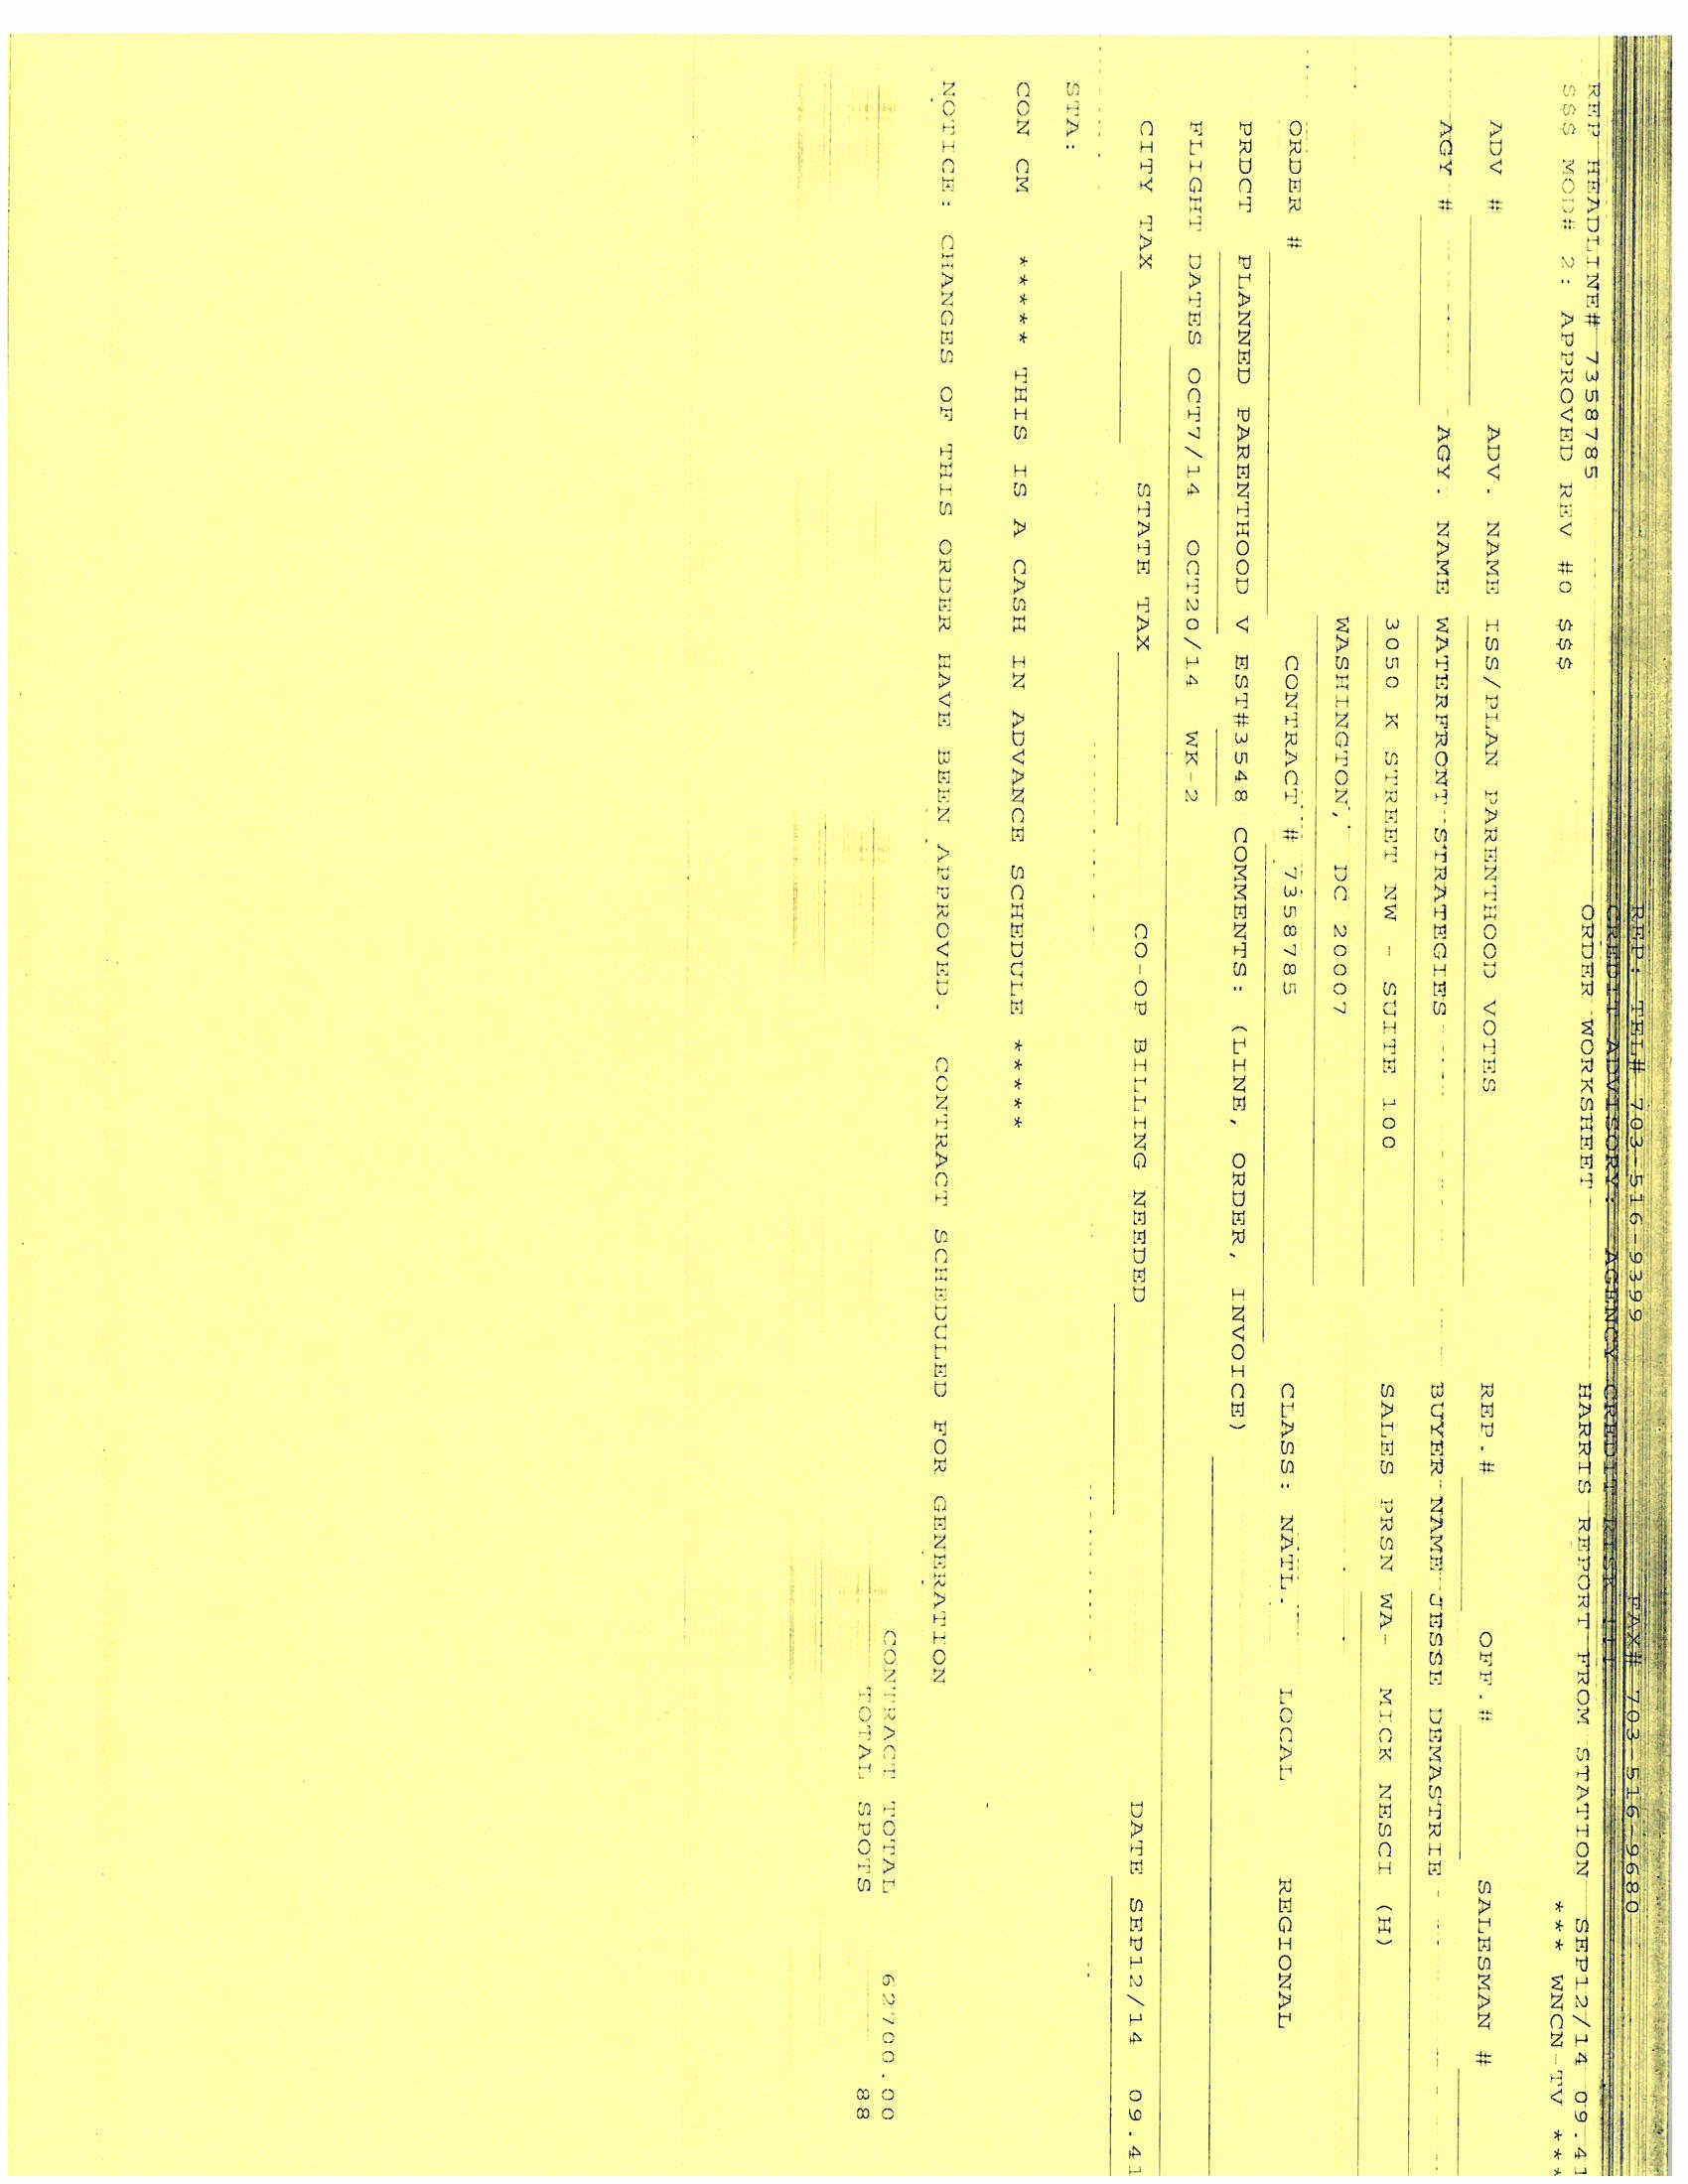 REP: TEL# 703-516-9399 FAX# 703-516-9680
CREDIT ADVISORY: AGENCY CREDIT RISK
ORDER WORKSHEET HARRIS REPORT FROM STATION SEP12/14 09.41
REP HEADLINE# 7358785 *** WNCN-TV ***
$$$ MOD# 2: APPROVED REV #0 $$$
ADV # ADV. NAME ISS/PLAN PARENTHOOD VOTES REP.# OFF.# SALESMAN #
AGY # AGY. NAME WATERFRONT STRATEGIES BUYER NAME JESSE DEMASTRIE
3050 K STREET NW - SUITE 100 SALES PRSN WA- MICK NESCI (H)
WASHINGTON, DC 20007
ORDER # CONTRACT # 7358785 CLASS: NATL. LOCAL REGIONAL
PRDCT PLANNED PARENTHOOD V EST#3548 COMMENTS: (LINE, ORDER, INVOICE)
FLIGHT DATES OCT7/14 OCT20/14 WK-2
CITY TAX STATE TAX CO-OP BILLING NEEDED DATE SEP12/14 09.41
STA:
CON CM ***** THIS IS A CASH IN ADVANCE SCHEDULE *****
NOTICE: CHANGES OF THIS ORDER HAVE BEEN APPROVED. CONTRACT SCHEDULED FOR GENERATION
CONTRACT TOTAL 62700.00
TOTAL SPOTS 88